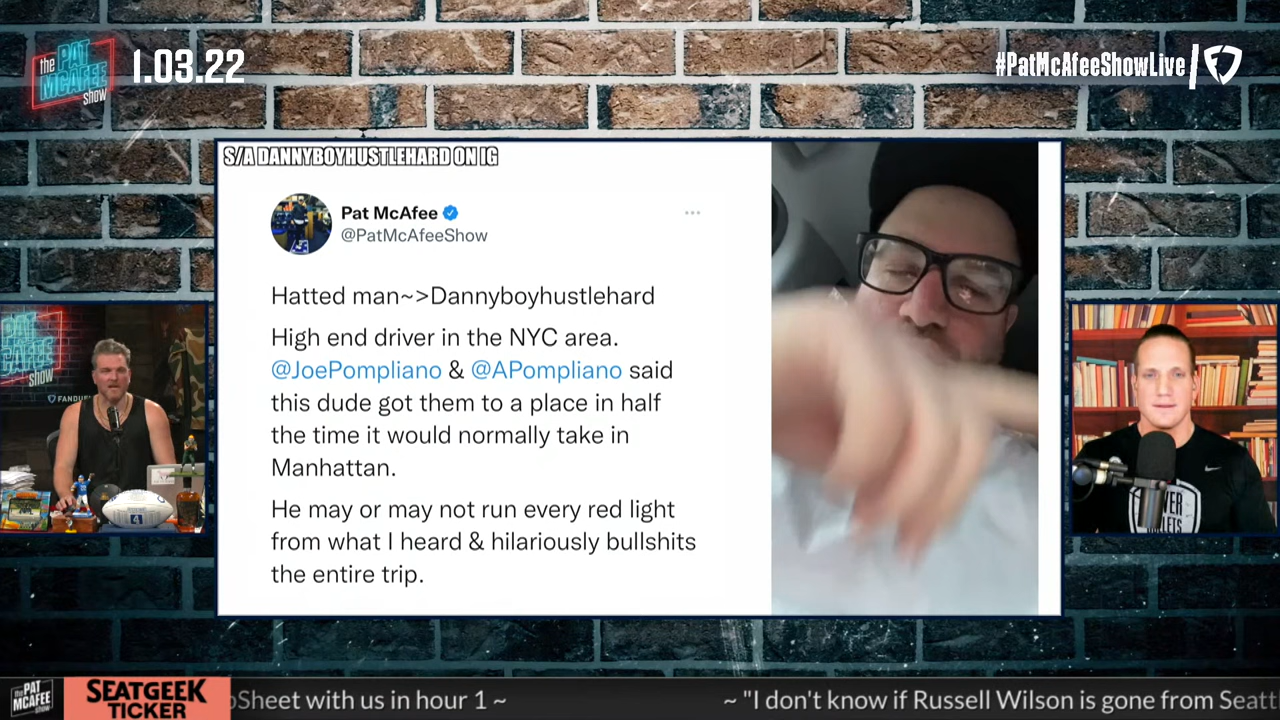 the PAT MCAFEE show
1.03.22
#PatMcAfeeShowLive
S/A DANNYBOYHUSTLEHARD ON IG
Pat McAfee
@PatMcAfeeShow
Hatted man~>Dannyboyhustlehard
High end driver in the NYC area.
@JoePompliano & @APompliano said
this dude got them to a place in half
the time it would normally take in
Manhattan.
He may or may not run every red light
from what I heard & hilariously bullshits
the entire trip.
show
4
the PAT MCAFEE show
SEATGEEK
TICKER
Sheet with us in hour 1 ~
~ "I don't know if Russell Wilson is gone from Seatt